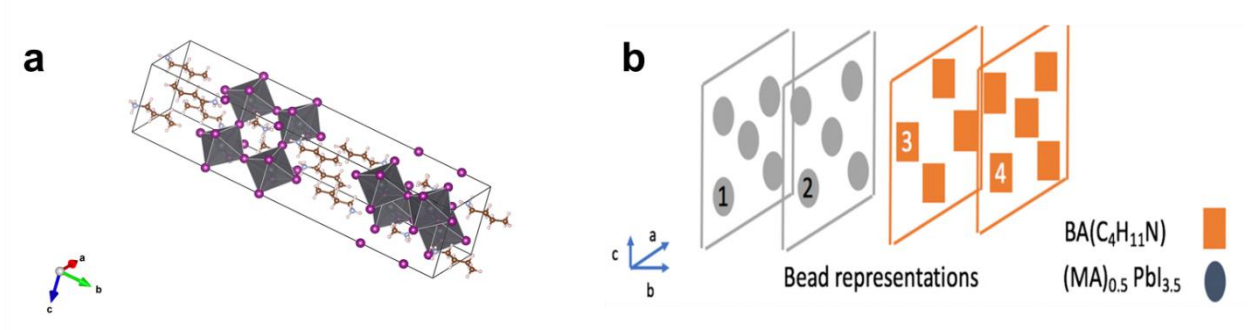 a
b
a
b
c
1
2
3
4
c
a
b
Bead representations
BA(C₄H₁₁N)
(MA)₀.₅ PbI₃.₅